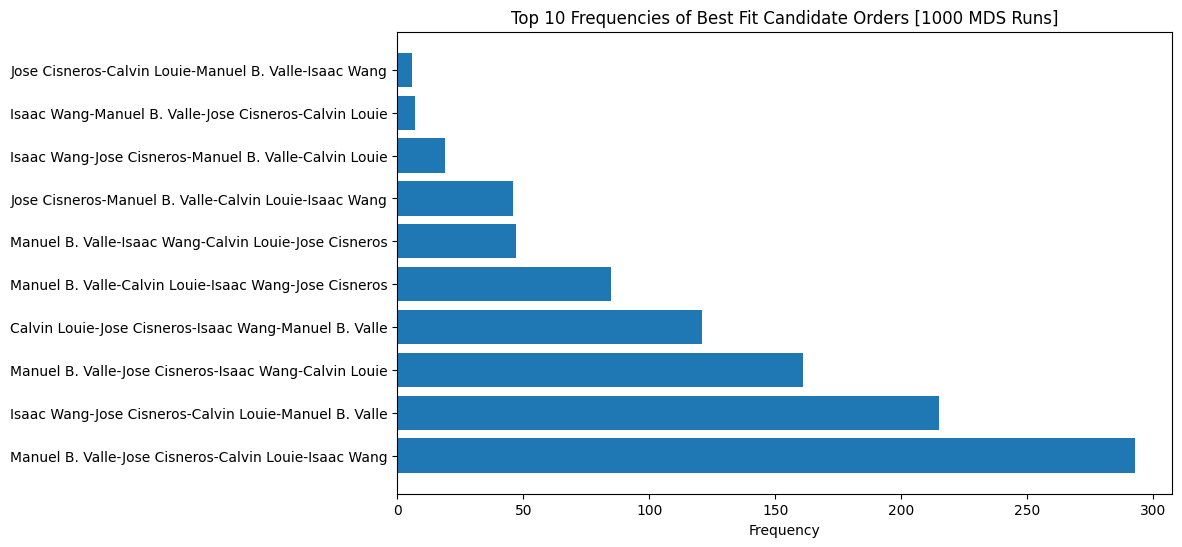 Top 10 Frequencies of Best Fit Candidate Orders [1000 MDS Runs]
Jose Cisneros-Calvin Louie-Manuel B. Valle-Isaac Wang
Isaac Wang-Manuel B. Valle-Jose Cisneros-Calvin Louie
Isaac Wang-Jose Cisneros-Manuel B. Valle-Calvin Louie
Jose Cisneros-Manuel B. Valle-Calvin Louie-Isaac Wang
Manuel B. Valle-Isaac Wang-Calvin Louie-Jose Cisneros
Manuel B. Valle-Calvin Louie-Isaac Wang-Jose Cisneros
Calvin Louie-Jose Cisneros-Isaac Wang-Manuel B. Valle
Manuel B. Valle-Jose Cisneros-Isaac Wang-Calvin Louie
Isaac Wang-Jose Cisneros-Calvin Louie-Manuel B. Valle
Manuel B. Valle-Jose Cisneros-Calvin Louie-Isaac Wang
0 50 100 150 200 250 300
Frequency